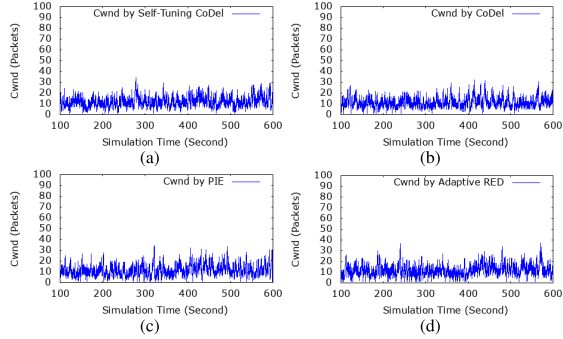 Cwnd by Self-Tuning CoDel
Cwnd (Packets)
100
90
80
70
60
50
40
30
20
10
0
100 200 300 400 500 600
Simulation Time (Second)
(a)
Cwnd by CoDel
Cwnd (Packets)
100
90
80
70
60
50
40
30
20
10
0
100 200 300 400 500 600
Simulation Time (Second)
(b)
Cwnd by PIE
Cwnd (Packets)
100
90
80
70
60
50
40
30
20
10
0
100 200 300 400 500 600
Simulation Time (Second)
(c)
Cwnd by Adaptive RED
Cwnd (Packets)
100
90
80
70
60
50
40
30
20
10
0
100 200 300 400 500 600
Simulation Time (Second)
(d)